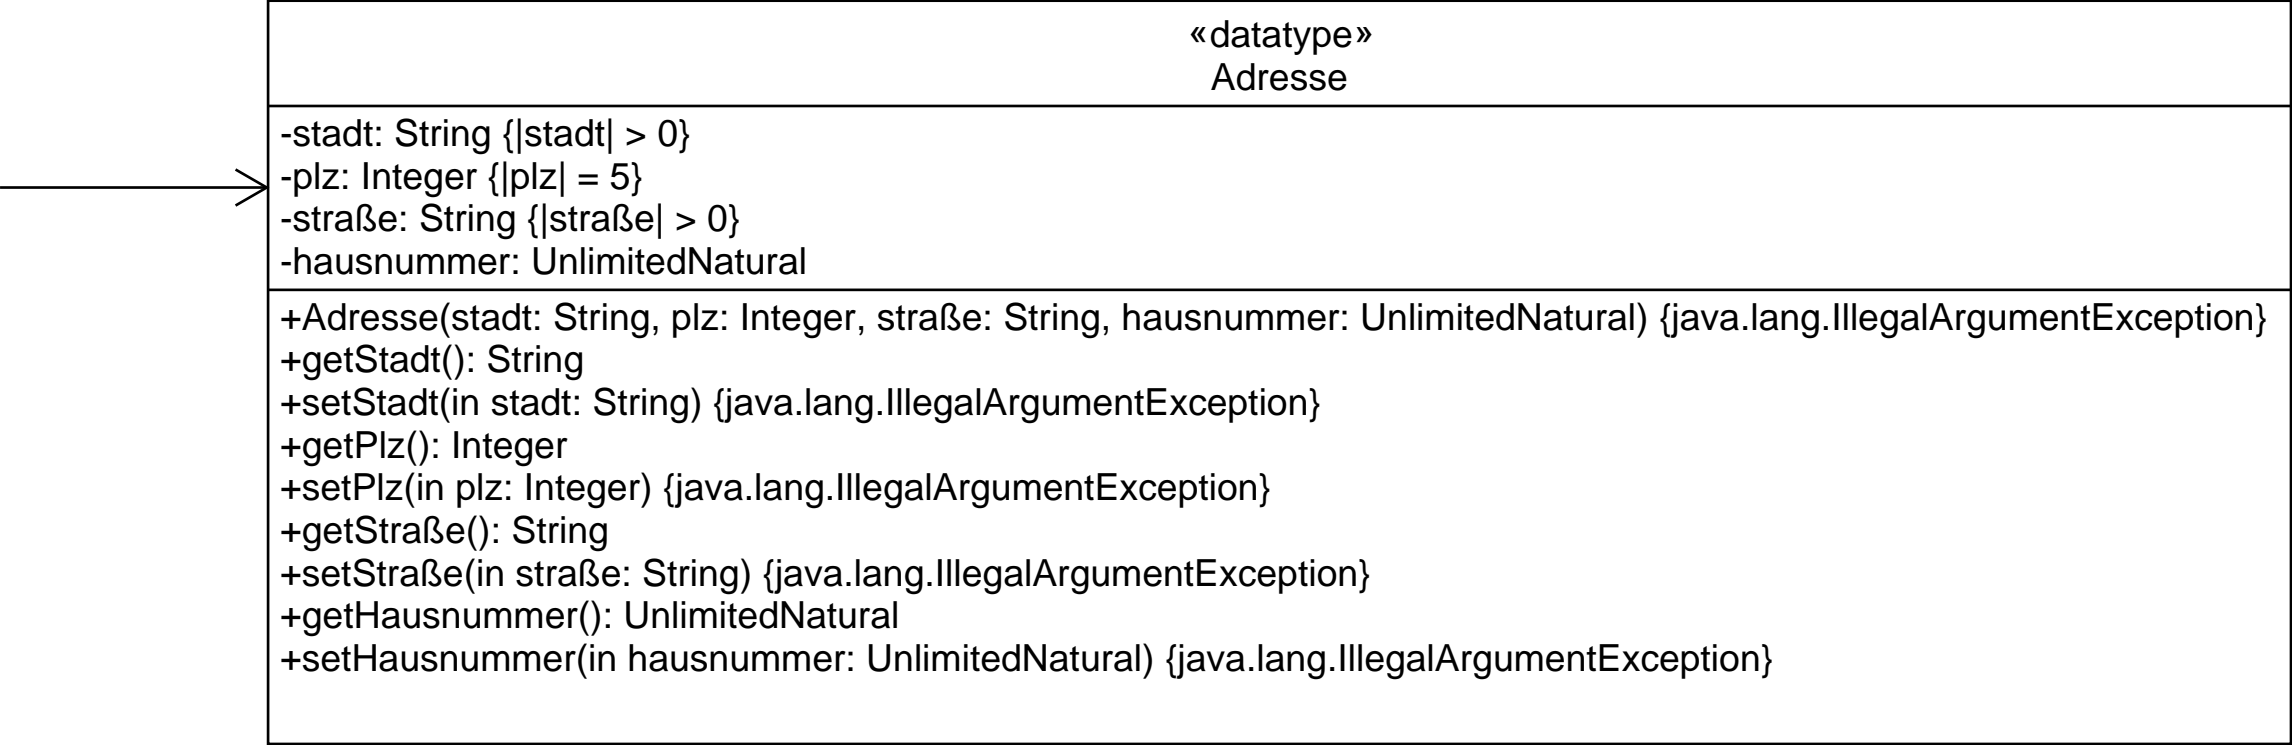 «datatype»
Adresse
-stadt: String {|stadt| > 0}
-plz: Integer {|plz| = 5}
-straße: String {|straße| > 0}
-hausnummer: UnlimitedNatural
+Adresse(stadt: String, plz: Integer, straße: String, hausnummer: UnlimitedNatural) {java.lang.IllegalArgumentException}
+getStadt(): String
+setStadt(in stadt: String) {java.lang.IllegalArgumentException}
+getPlz(): Integer
+setPlz(in plz: Integer) {java.lang.IllegalArgumentException}
+getStraße(): String
+setStraße(in straße: String) {java.lang.IllegalArgumentException}
+getHausnummer(): UnlimitedNatural
+setHausnummer(in hausnummer: UnlimitedNatural) {java.lang.IllegalArgumentException}